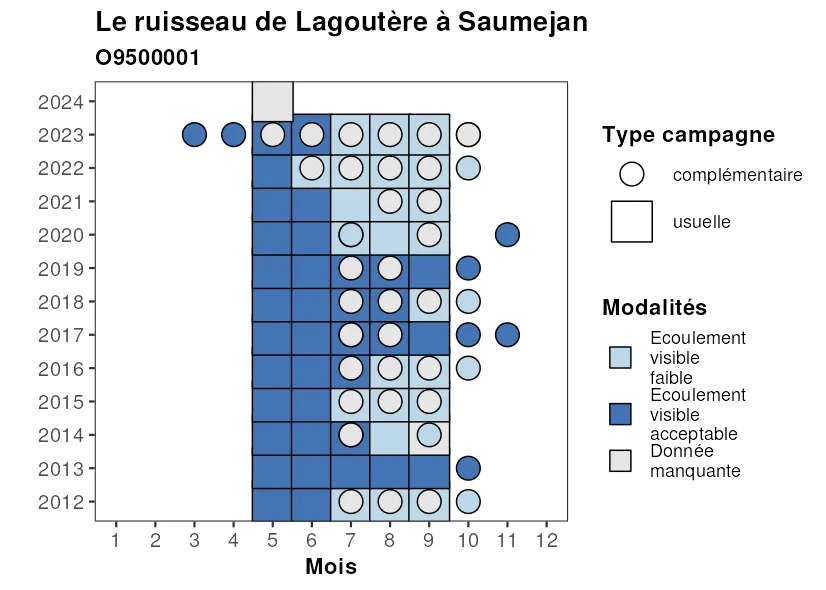 Le ruisseau de Lagoutère à Saumejan
O9500001
2024
2023
2022
2021
2020
2019
2018
2017
2016
2015
2014
2013
2012
1 2 3 4 5 6 7 8 9 10 11 12
Mois
Type campagne
complémentaire
usuelle
Modalités
Ecoulement
visible
faible
Ecoulement
visible
acceptable
Donnée
manquante